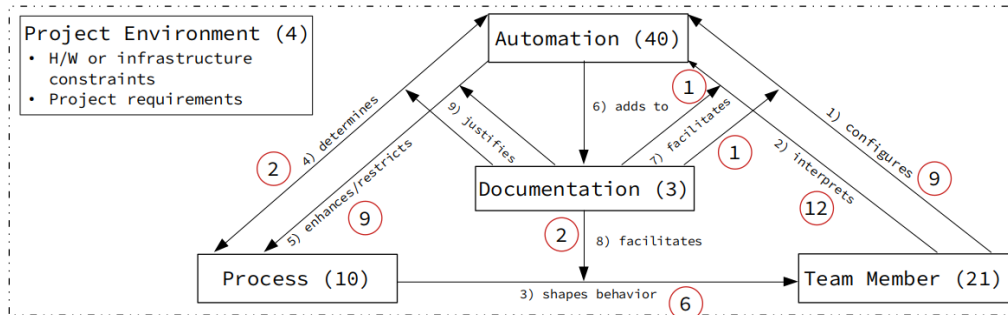 Project Environment (4)
• H/W or infrastructure
constraints
• Project requirements
Automation (40)
1
6) adds to
7) facilitates
1
9) justifies
4) determines
2
5) enhances/restricts
9
1) configures
9
2) interprets
12
Documentation (3)
2
8) facilitates
Process (10)
3) shapes behavior
6
Team Member (21)